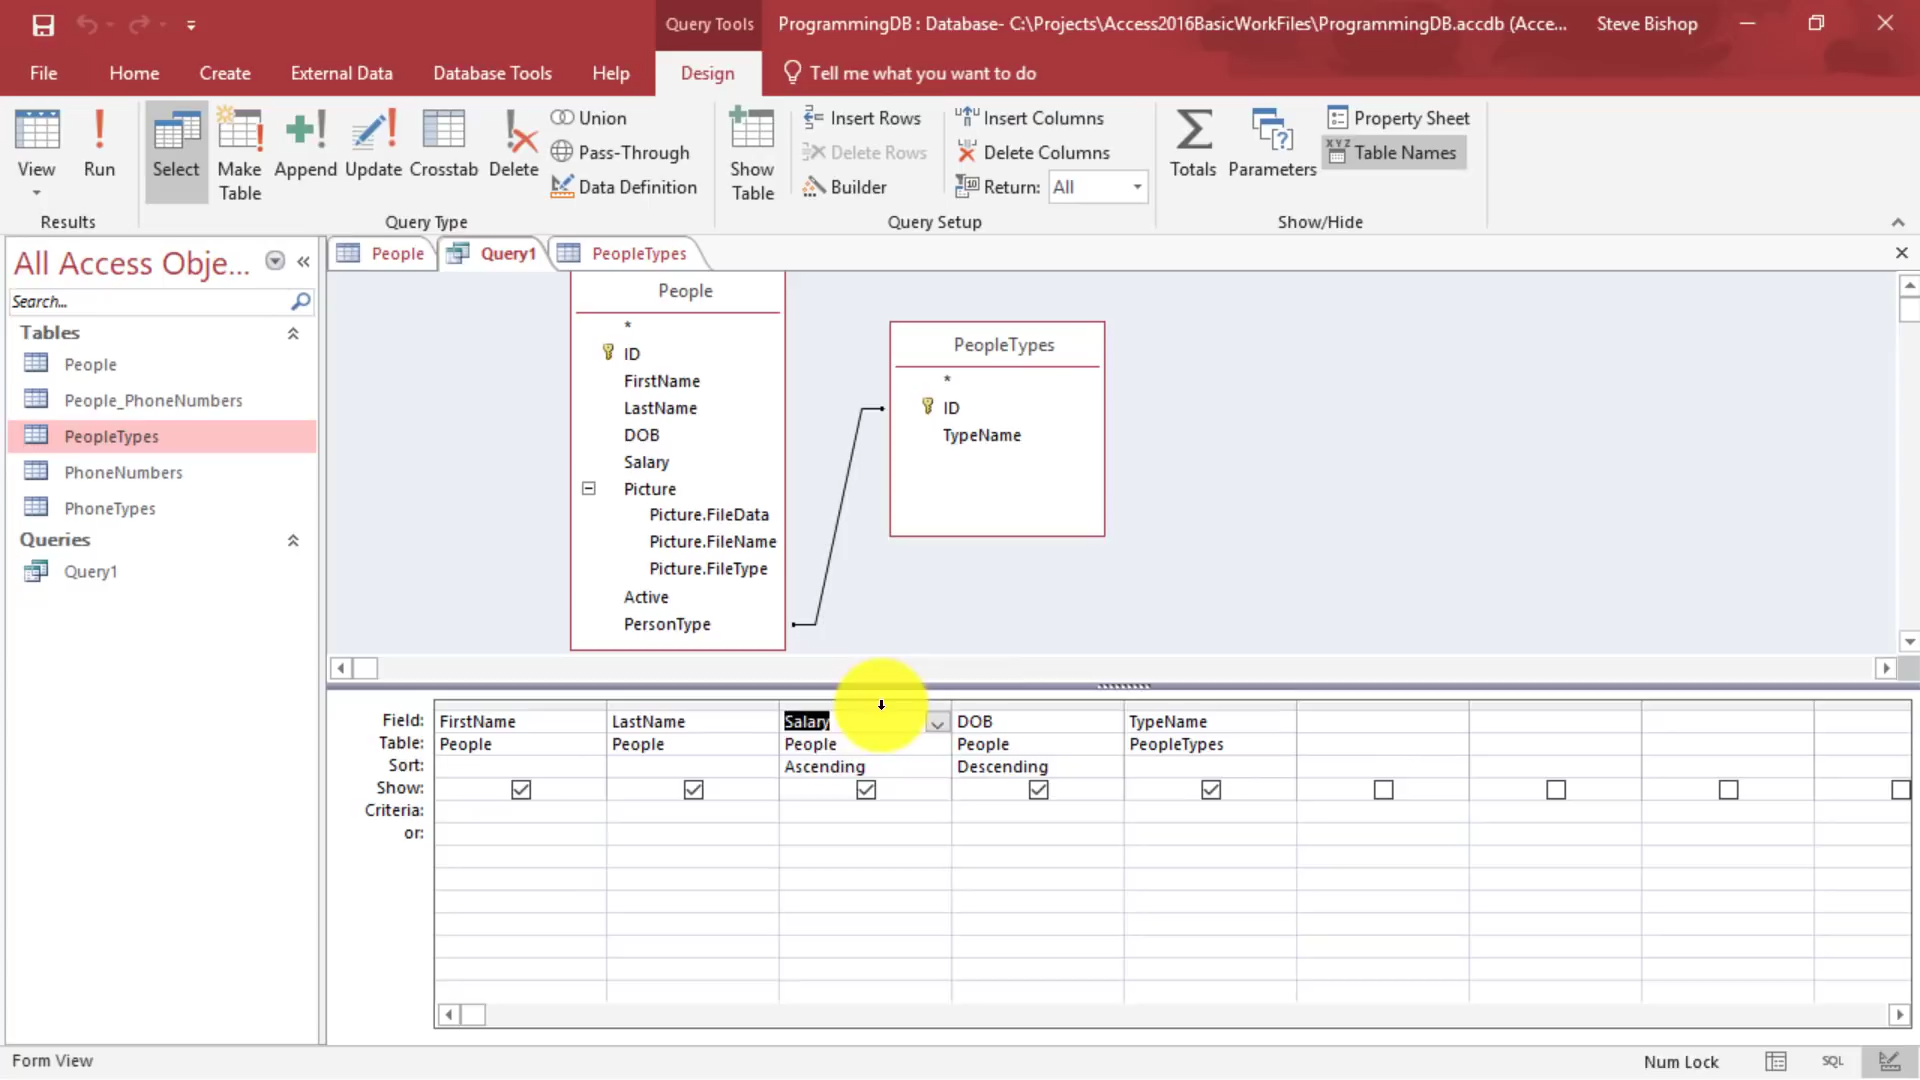 Query Tools
ProgrammingDB : Database- C:\Projects\Access2016BasicWorkFiles\ProgrammingDB.accdb (Acce...
Steve Bishop
File
Home
Create
External Data
Database Tools
Help
Design
Tell me what you want to do
View
Run
Select
Make
Table
Append
Update
Crosstab
Delete
Union
Pass-Through
Data Definition
Show
Table
Insert Rows
Delete Rows
Builder
Insert Columns
Delete Columns
Return: All
Totals
Parameters
Property Sheet
Table Names
Results
Query Type
Query Setup
Show/Hide
All Access Obje...
Search...
Tables
People
People_PhoneNumbers
PeopleTypes
PhoneNumbers
PhoneTypes
Queries
Query1
People
Query1
PeopleTypes
People
*
ID
FirstName
LastName
DOB
Salary
Picture
Picture.FileData
Picture.FileName
Picture.FileType
Active
PersonType
PeopleTypes
*
ID
TypeName
Field: FirstName LastName Salary DOB TypeName
Table: People People People People PeopleTypes
Sort: Ascending Descending
Show:
Criteria:
or:
Form View
Num Lock
SQL